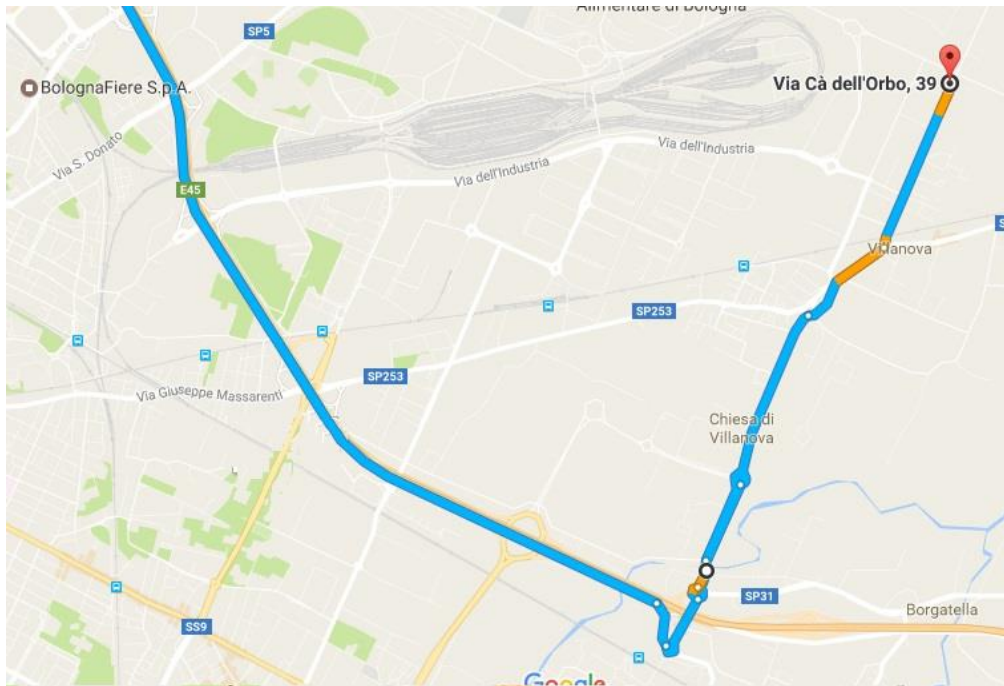 Alimentare di Bologna
SP5
BolognaFiere S.p.A.
Via Cà dell'Orbo, 39
Via S. Donato
Via dell'Industria
Via dell'Industria
E45
Villanova
S
SP253
SP253
Via Giuseppe Massarenti
Chiesa di
Villanova
SP31
Borgatella
SS9
Google